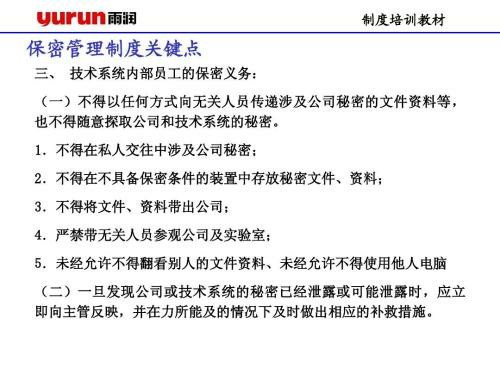 yurun雨润
制度培训教材
保密管理制度关键点
三、 技术系统内部员工的保密义务：
（一）不得以任何方式向无关人员传递涉及公司秘密的文件资料等，
也不得随意探取公司和技术系统的秘密。
1．不得在私人交往中涉及公司秘密；
2．不得在不具备保密条件的装置中存放秘密文件、资料；
3．不得将文件、资料带出公司；
4．严禁带无关人员参观公司及实验室；
5．未经允许不得翻看别人的文件资料、未经允许不得使用他人电脑
（二）一旦发现公司或技术系统的秘密已经泄露或可能泄露时，应立
即向主管反映，并在力所能及的情况下及时做出相应的补救措施。